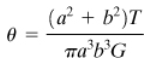 θ = (a² + b²)T / πa³b³G